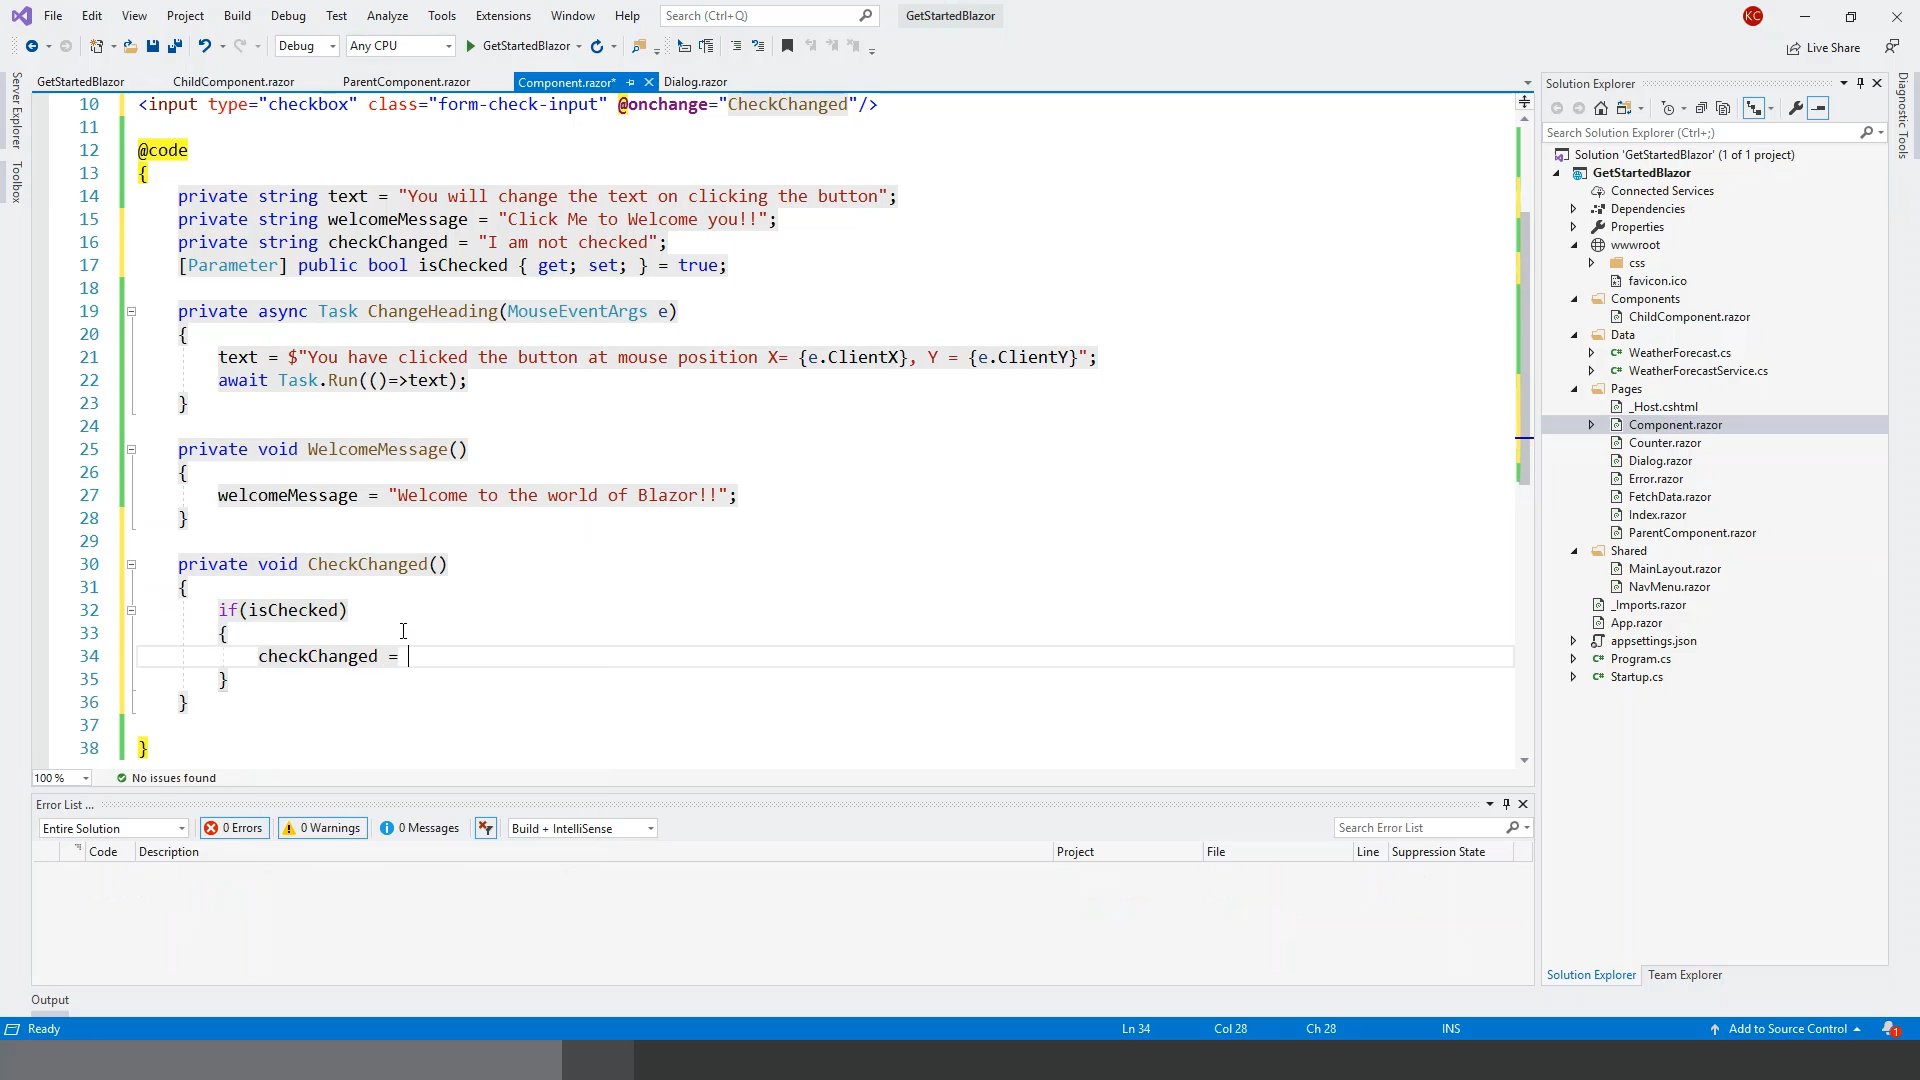 File Edit View Project Build Debug Test Analyze Tools Extensions Window Help Search (Ctrl+Q) GetStartedBlazor KC
Debug Any CPU GetStartedBlazor Live Share
GetStartedBlazor ChildComponent.razor ParentComponent.razor Component.razor* Dialog.razor
Server Explorer
Toolbox
10 <input type="checkbox" class="form-check-input" @onchange="CheckChanged"/>
11
12 @code
13 {
14 private string text = "You will change the text on clicking the button";
15 private string welcomeMessage = "Click Me to Welcome you!!";
16 private string checkChanged = "I am not checked";
17 [Parameter] public bool isChecked { get; set; } = true;
18
19 private async Task ChangeHeading(MouseEventArgs e)
20 {
21 text = $"You have clicked the button at mouse position X= {e.ClientX}, Y = {e.ClientY}";
22 await Task.Run(()=>text);
23 }
24
25 private void WelcomeMessage()
26 {
27 welcomeMessage = "Welcome to the world of Blazor!!";
28 }
29
30 private void CheckChanged()
31 {
32 if(isChecked)
33 {
34 checkChanged =
35 }
36 }
37
38 }
100 % No issues found
Error List ...
Entire Solution 0 Errors 0 Warnings 0 Messages Build + IntelliSense Search Error List
Code Description Project File Line Suppression State
Output
Ready Ln 34 Col 28 Ch 28 INS Add to Source Control 1
Solution Explorer
Search Solution Explorer (Ctrl+;)
Solution 'GetStartedBlazor' (1 of 1 project)
GetStartedBlazor
Connected Services
Dependencies
Properties
wwwroot
css
favicon.ico
Components
ChildComponent.razor
Data
C# WeatherForecast.cs
C# WeatherForecastService.cs
Pages
_Host.cshtml
Component.razor
Counter.razor
Dialog.razor
Error.razor
FetchData.razor
Index.razor
ParentComponent.razor
Shared
MainLayout.razor
NavMenu.razor
_Imports.razor
App.razor
appsettings.json
C# Program.cs
C# Startup.cs
Solution Explorer Team Explorer
Diagnostic Tools